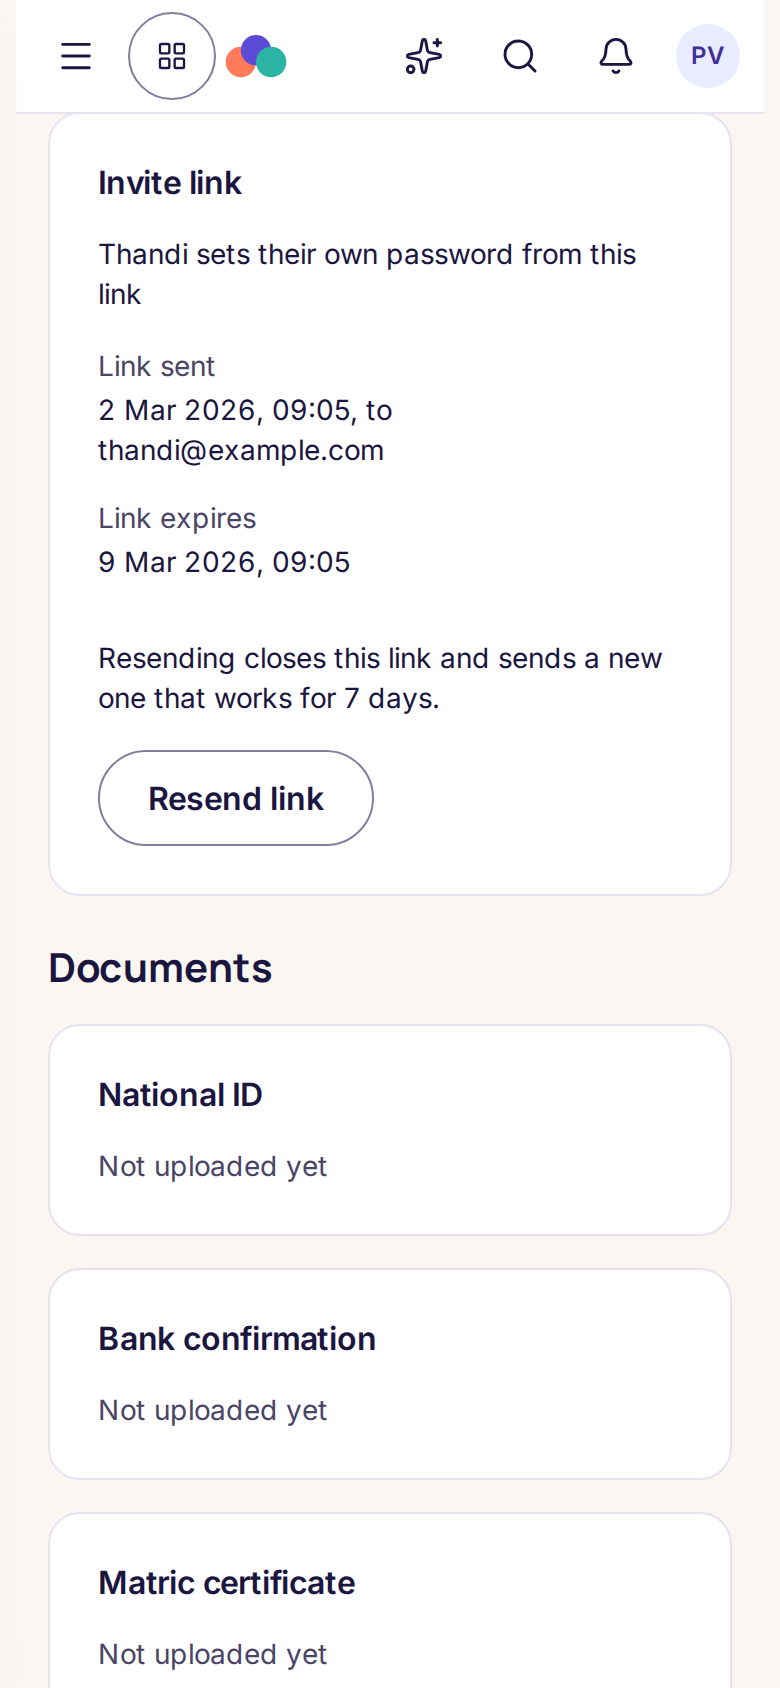 PV
Invite link
Thandi sets their own password from this
link
Link sent
2 Mar 2026, 09:05, to
thandi@example.com
Link expires
9 Mar 2026, 09:05
Resending closes this link and sends a new
one that works for 7 days.
Resend link
Documents
National ID
Not uploaded yet
Bank confirmation
Not uploaded yet
Matric certificate
Not uploaded yet